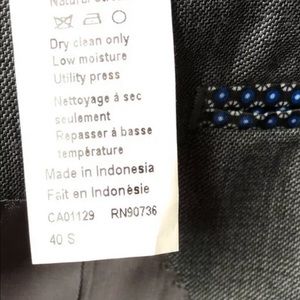 Natural
Dry clean only
Low moisture
Utility press
Nettoyage à sec
seulement
Repasser à basse
température
Made in Indonesia
Fait en Indonésie
CA01129 RN90736
40 S